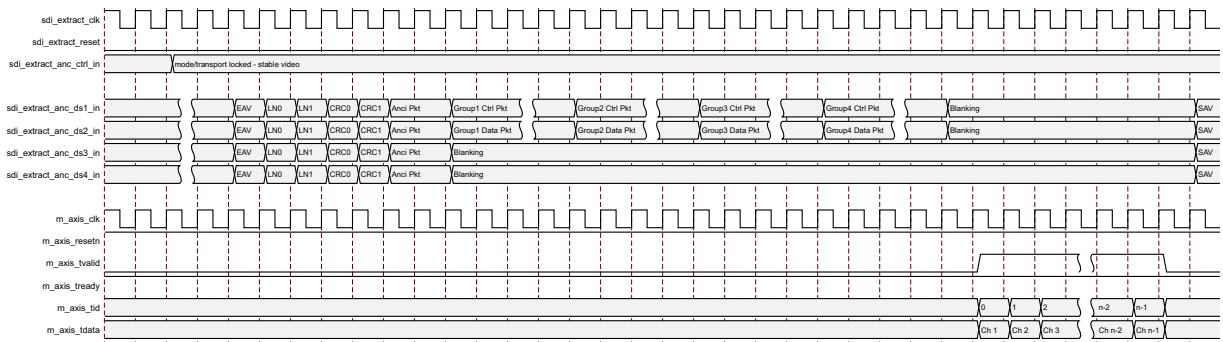 sdi_extract_clk
sdi_extract_reset
sdi_extract_anc_ctrl_in mode/transport locked - stable video
sdi_extract_anc_ds1_in EAV LN0 LN1 CRC0 CRC1 Anci Pkt Group1 Ctrl Pkt Group2 Ctrl Pkt Group3 Ctrl Pkt Group4 Ctrl Pkt Blanking SAV
sdi_extract_anc_ds2_in EAV LN0 LN1 CRC0 CRC1 Anci Pkt Group1 Data Pkt Group2 Data Pkt Group3 Data Pkt Group4 Data Pkt Blanking SAV
sdi_extract_anc_ds3_in EAV LN0 LN1 CRC0 CRC1 Anci Pkt Blanking SAV
sdi_extract_anc_ds4_in EAV LN0 LN1 CRC0 CRC1 Anci Pkt Blanking SAV
m_axis_clk
m_axis_resetn
m_axis_tvalid
m_axis_tready
m_axis_tid 0 1 2 n-2 n-1
m_axis_tdata Ch 1 Ch 2 Ch 3 Ch n-2 Ch n-1